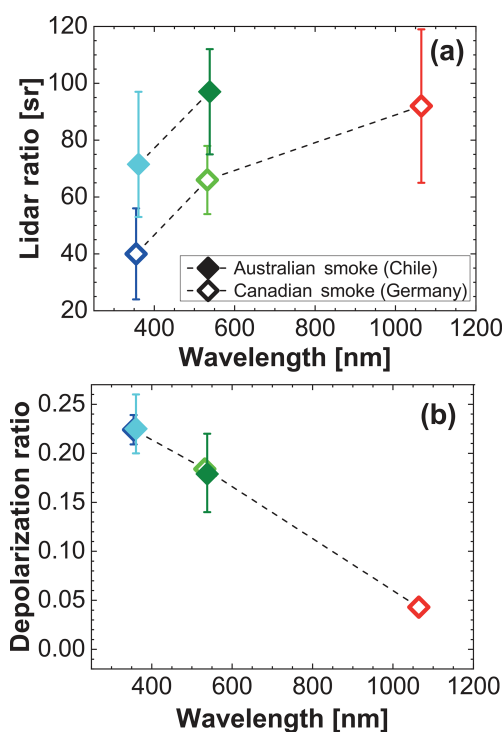 120
(a)
100
80
60
40
20
Lidar ratio [sr]
Australian smoke (Chile)
Canadian smoke (Germany)
400 600 800 1000 1200
Wavelength [nm]
(b)
0.25
0.20
0.15
0.10
0.05
0.00
Depolarization ratio
400 600 800 1000 1200
Wavelength [nm]